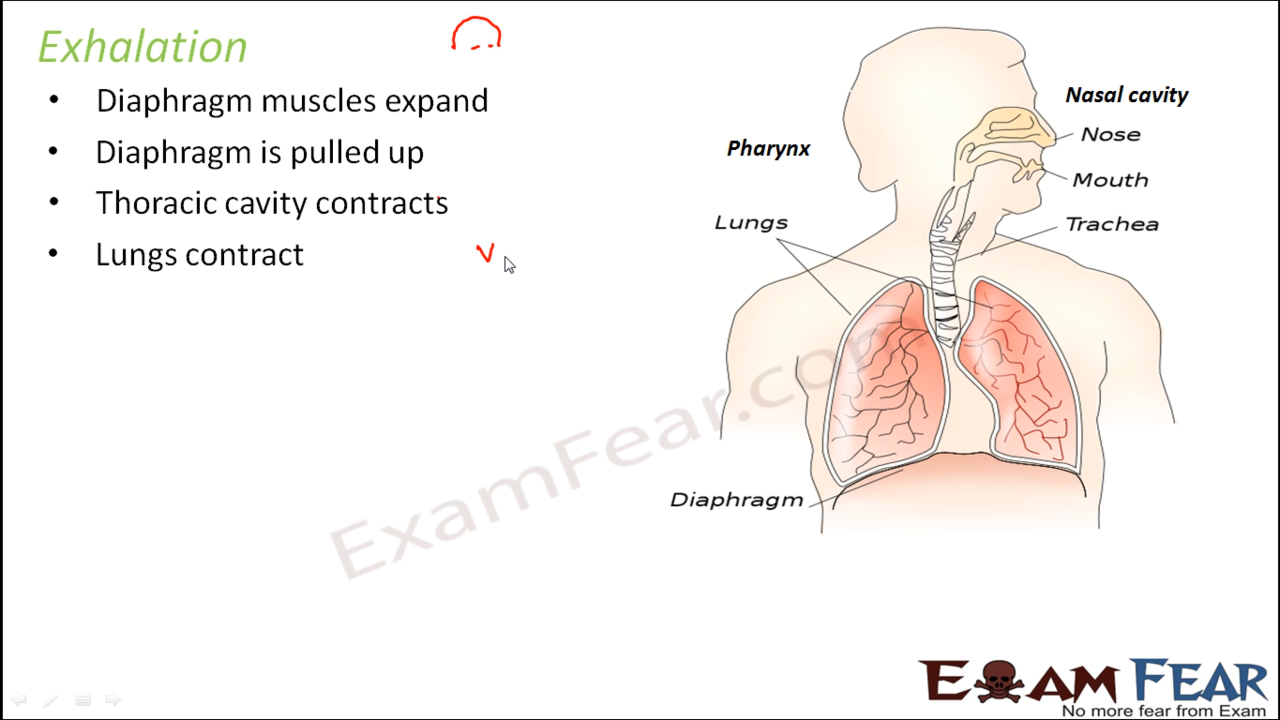 Exhalation
• Diaphragm muscles expand
• Diaphragm is pulled up
• Thoracic cavity contracts
• Lungs contract
V
Nasal cavity
Nose
Pharynx
Mouth
Lungs
Trachea
Diaphragm
ExamFear.com
EXAM FEAR
No more fear from Exam